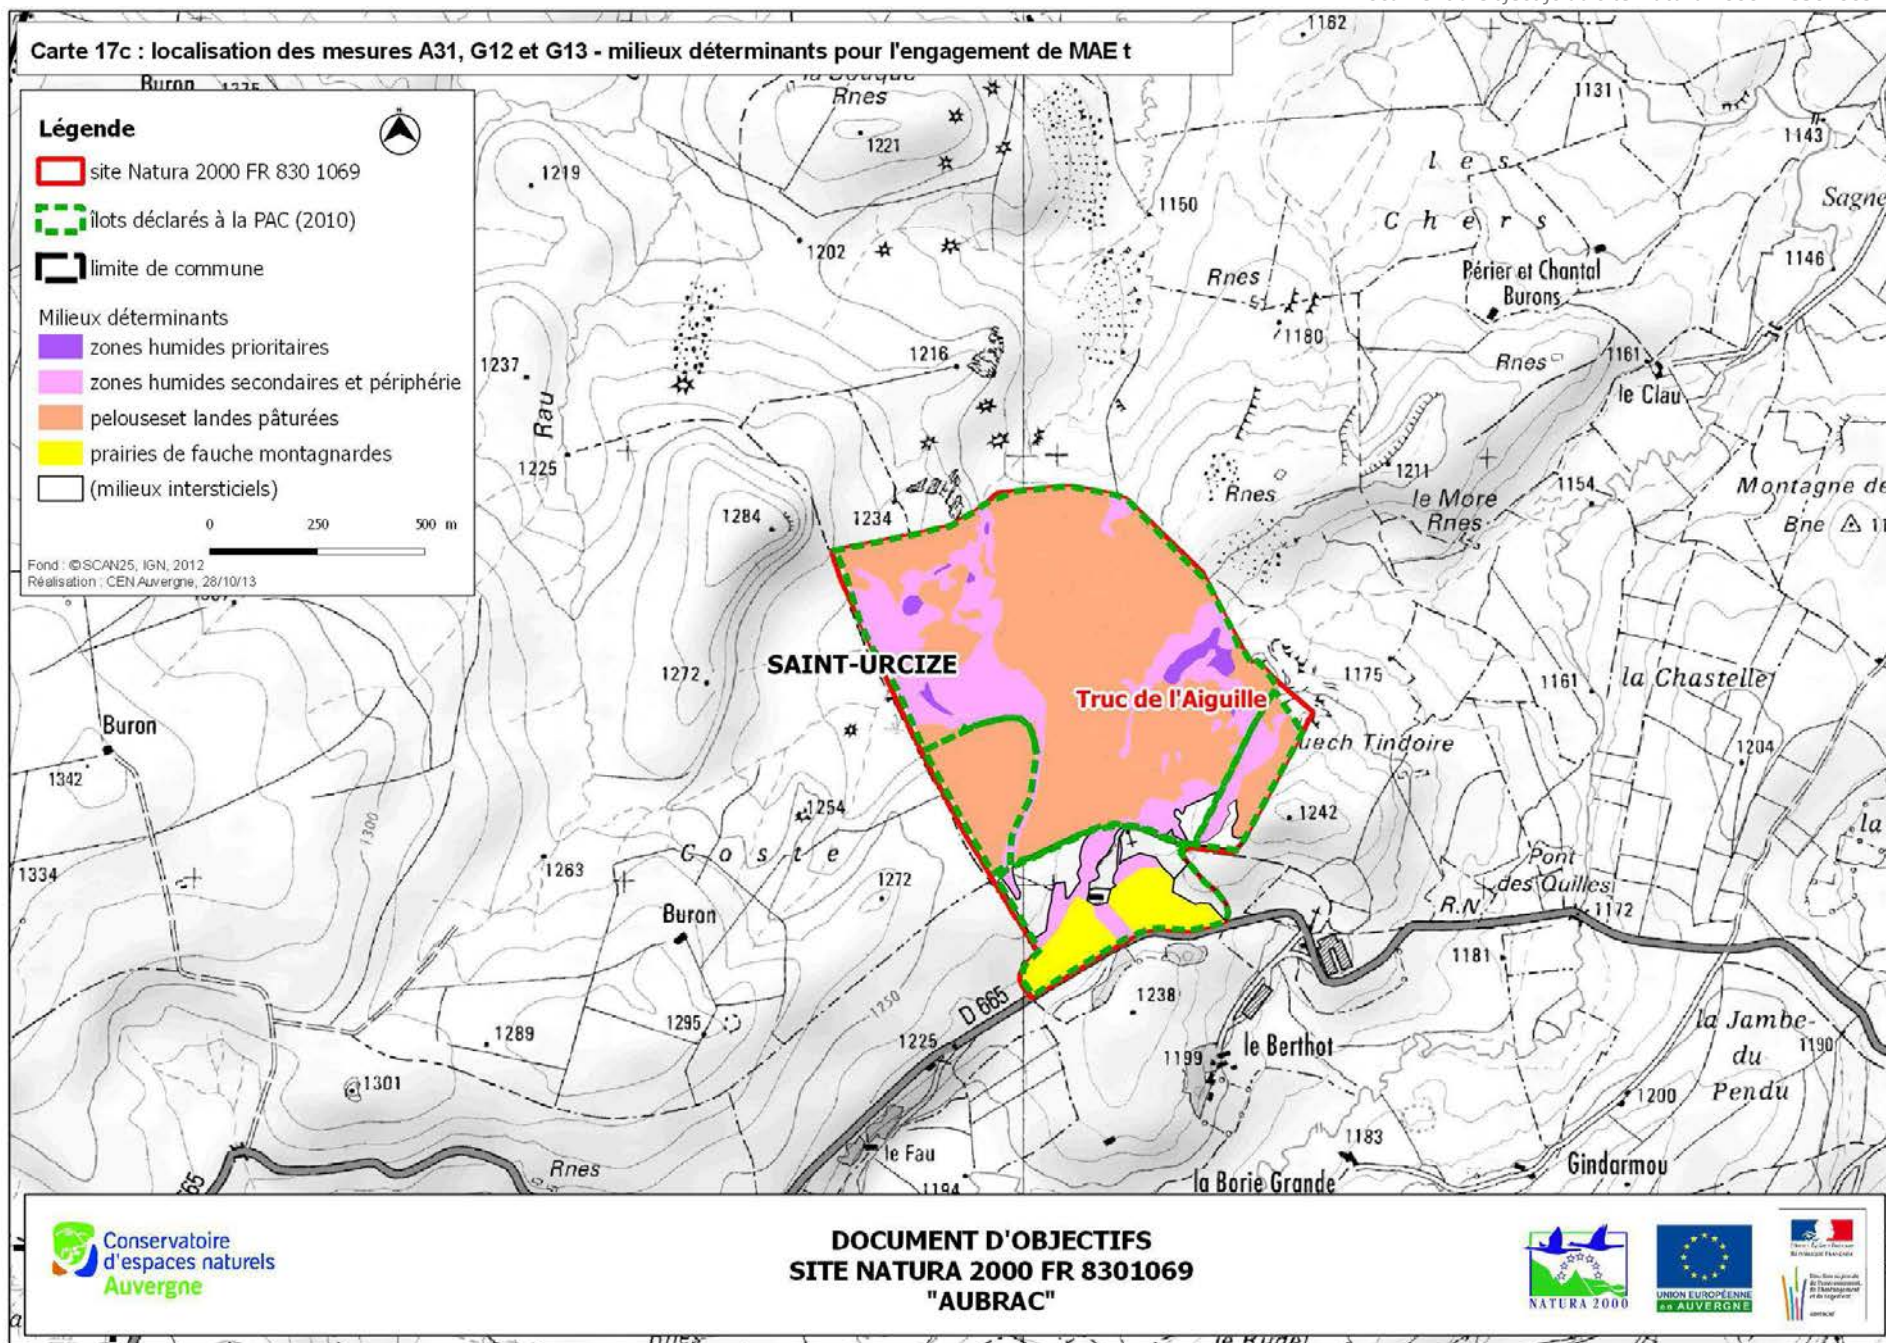 Carte 17c : localisation des mesures A31, G12 et G13 - milieux déterminants pour l'engagement de MAE t
Buron
Rnes
1162
1131
1143
Légende
site Natura 2000 FR 830 1069
îlots déclarés à la PAC (2010)
limite de commune
Milieux déterminants
zones humides prioritaires
zones humides secondaires et périphérie
pelouseset landes pâturées
prairies de fauche montagnardes
(milieux intersticiels)
0 250 500 m
Fond : ©SCAN25, IGN, 2012
Réalisation : CEN Auvergne, 28/10/13
1221
1219
les
Chers
Sagne
1150
1202
1146
Périer et Chantal
Burons
Rnes
1180
1216
1237
Rau
Rnes
1161
le Clau
1225
1211
1154
Rnes
le More
Rnes
Montagne de
Bne
1284
1234
SAINT-URCIZE
1272
Truc de l'Aiguille
1175
1161
la Chastelle
uech Tindoire
1204
Buron
1342
1254
1242
1300
Coste
la
1334
1263
1272
Pont
des Quilles
R.N
1172
Buron
1181
1250
D 665
1238
1295
1289
1225
1199
le Berthot
la Jambe-
du
Pendu
1190
1301
1200
1183
le Fau
Rnes
1194
la Borie Grande
Gindarmou
Conservatoire
d'espaces naturels
Auvergne
DOCUMENT D'OBJECTIFS
SITE NATURA 2000 FR 8301069
"AUBRAC"
NATURA 2000
UNION EUROPÉENNE
en AUVERGNE